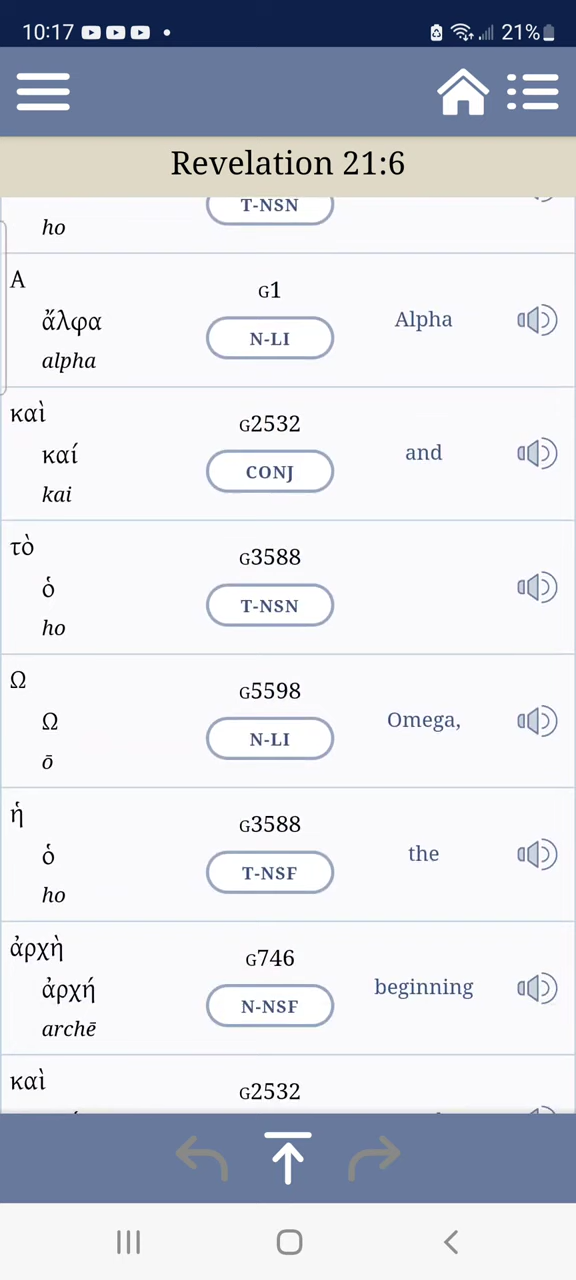 10:17
21%
Revelation 21:6
T-NSN
ho
Α
G1
ἄλφα
N-LI
Alpha
alpha
καὶ
G2532
καί
CONJ
and
kai
τὸ
G3588
ὁ
T-NSN
ho
Ω
G5598
Ω
N-LI
Omega,
ō
ἡ
G3588
ὁ
T-NSF
the
ho
ἀρχὴ
G746
ἀρχή
N-NSF
beginning
archē
καὶ
G2532